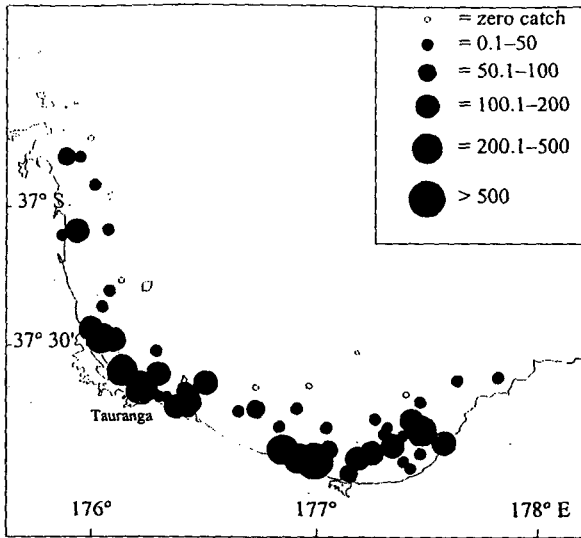 = zero catch
= 0.1–50
= 50.1–100
= 100.1–200
= 200.1–500
> 500
37° S
37° 30'
Tauranga
176° 177° 178° E